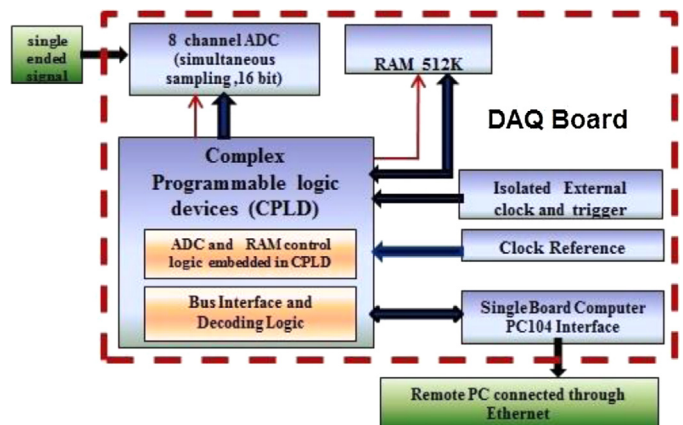 single
ended
signal
8 channel ADC
(simultaneous
sampling ,16 bit)
RAM 512K
DAQ Board
Complex
Programmable logic
devices (CPLD)
Isolated External
clock and trigger
ADC and RAM control
logic embedded in CPLD
Clock Reference
Bus Interface and
Decoding Logic
Single Board Computer
PC104 Interface
Remote PC connected through
Ethernet